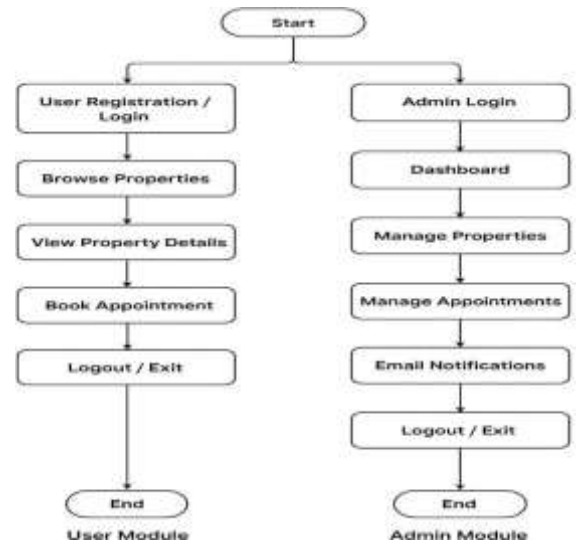 Start
User Registration /
Login
Browse Properties
View Property Details
Book Appointment
Logout / Exit
End
User Module
Admin Login
Dashboard
Manage Properties
Manage Appointments
Email Notifications
Logout / Exit
End
Admin Module